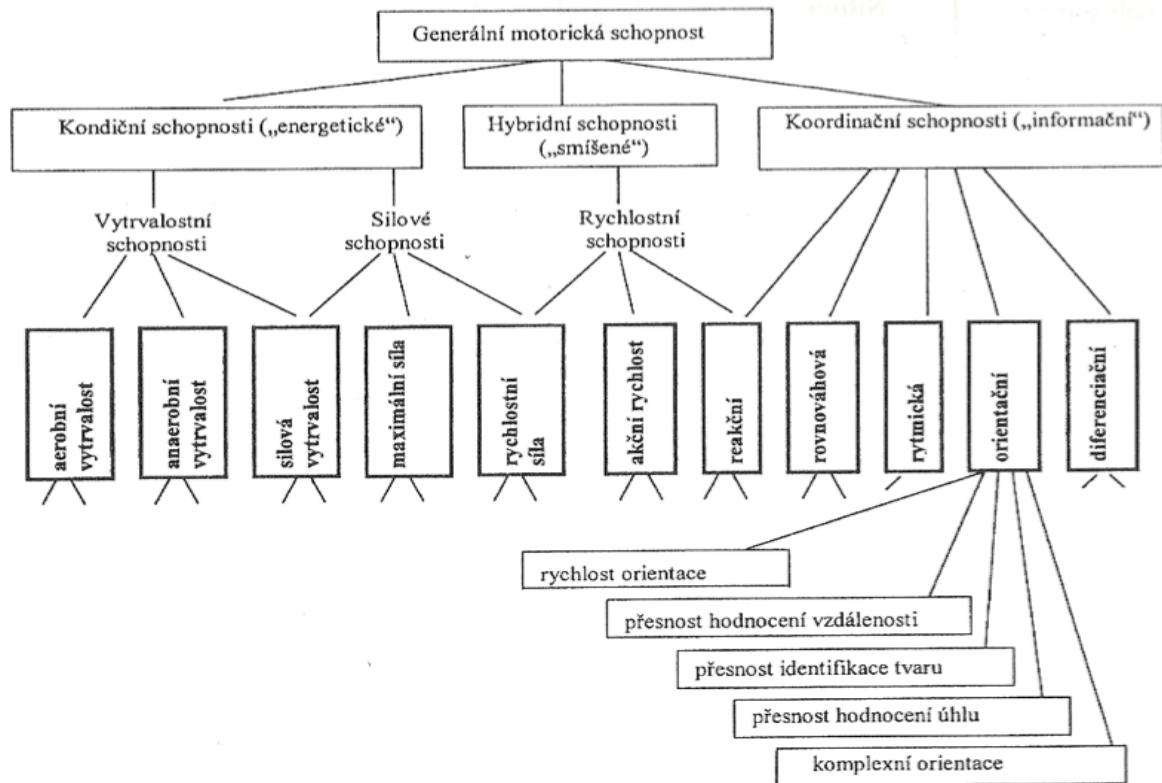 Generální motorická schopnost
Kondiční schopnosti („energetické“)
Hybridní schopnosti
(„smíšené“)
Koordinační schopnosti („informační“)
Vytrvalostní
schopnosti
Silové
schopnosti
Rychlostní
schopnosti
aerobní
vytrvalost
anaerobní
vytrvalost
silová
vytrvalost
maximální síla
rychlostní
síla
akční rychlost
reakční
rovnováhová
rytmická
orientační
diferenciační
rychlost orientace
přesnost hodnocení vzdálenosti
přesnost identifikace tvaru
přesnost hodnocení úhlu
komplexní orientace